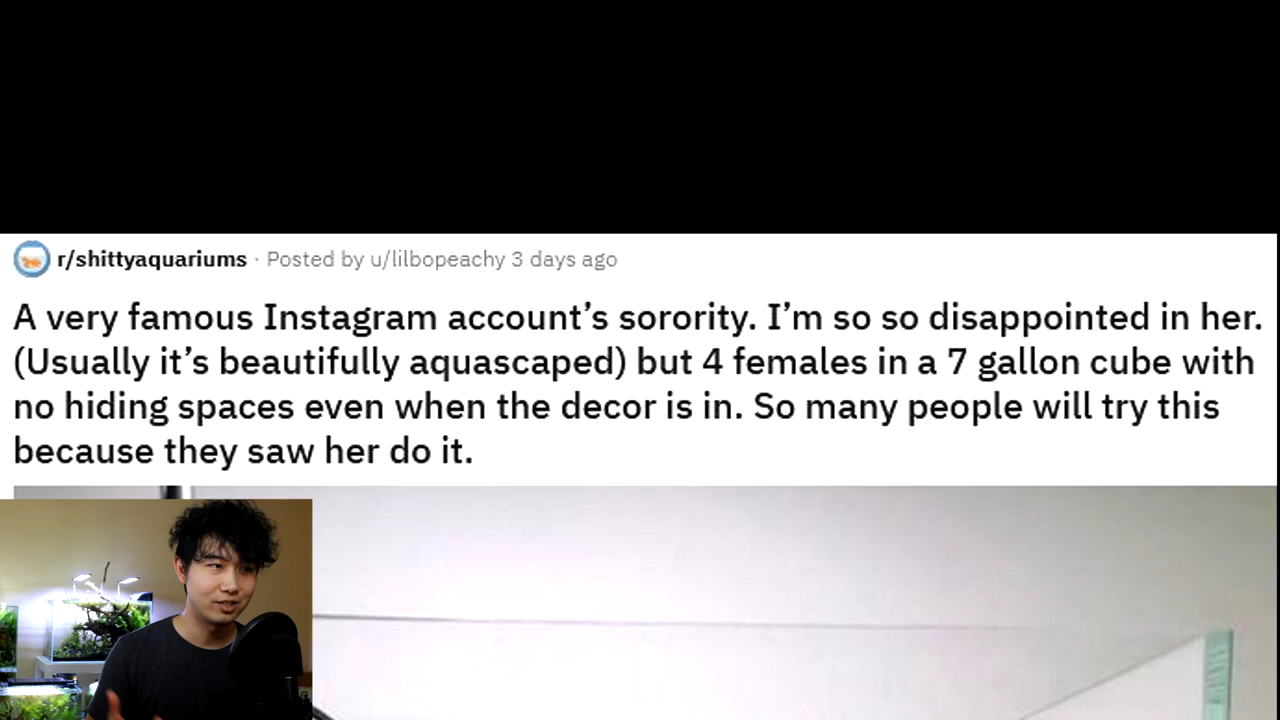 r/shittyaquariums · Posted by u/lilbopeachy 3 days ago
A very famous Instagram account’s sorority. I’m so so disappointed in her.
(Usually it’s beautifully aquascaped) but 4 females in a 7 gallon cube with
no hiding spaces even when the decor is in. So many people will try this
because they saw her do it.